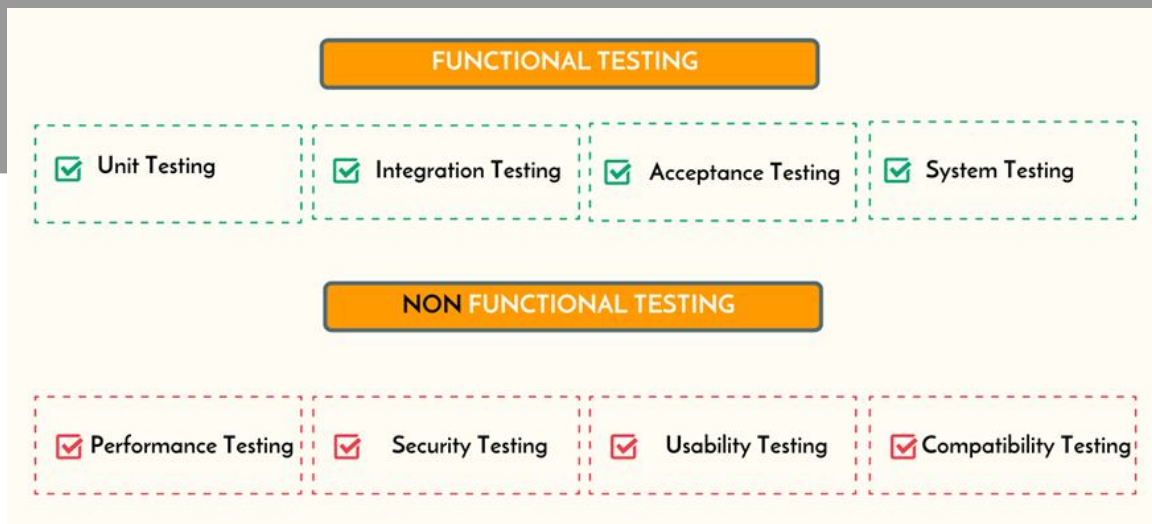 FUNCTIONAL TESTING
Unit Testing
Integration Testing
Acceptance Testing
System Testing
NON FUNCTIONAL TESTING
Performance Testing
Security Testing
Usability Testing
Compatibility Testing